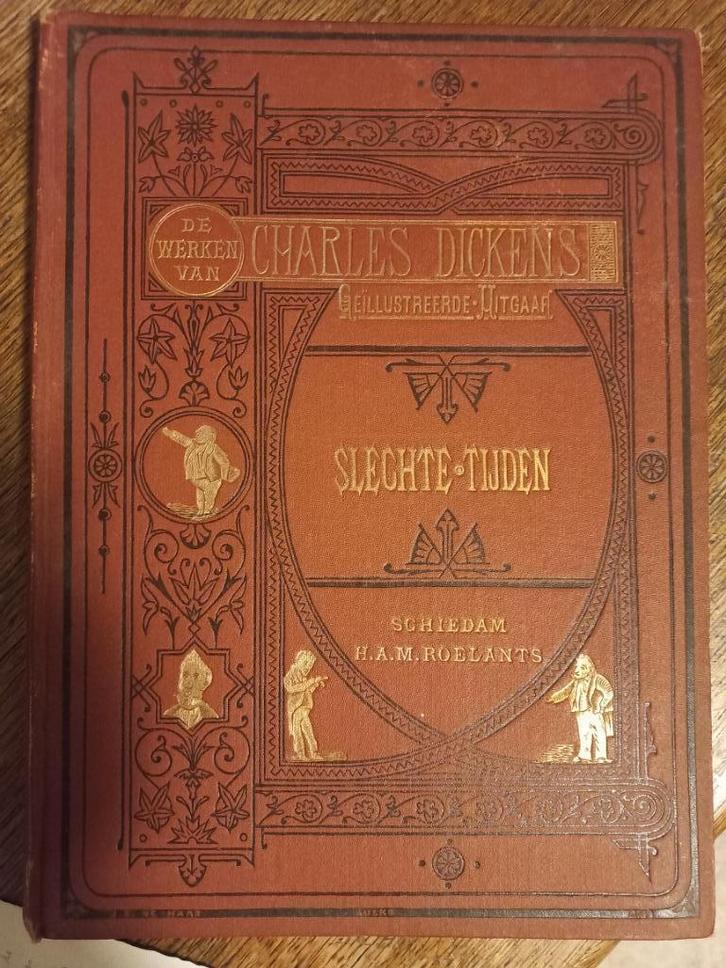 DE
WERKEN
VAN
CHARLES DICKENS
GEÏLLUSTREERDE · UITGAAF
SLECHTE · TIJDEN
SCHIEDAM
H.A.M. ROELANTS